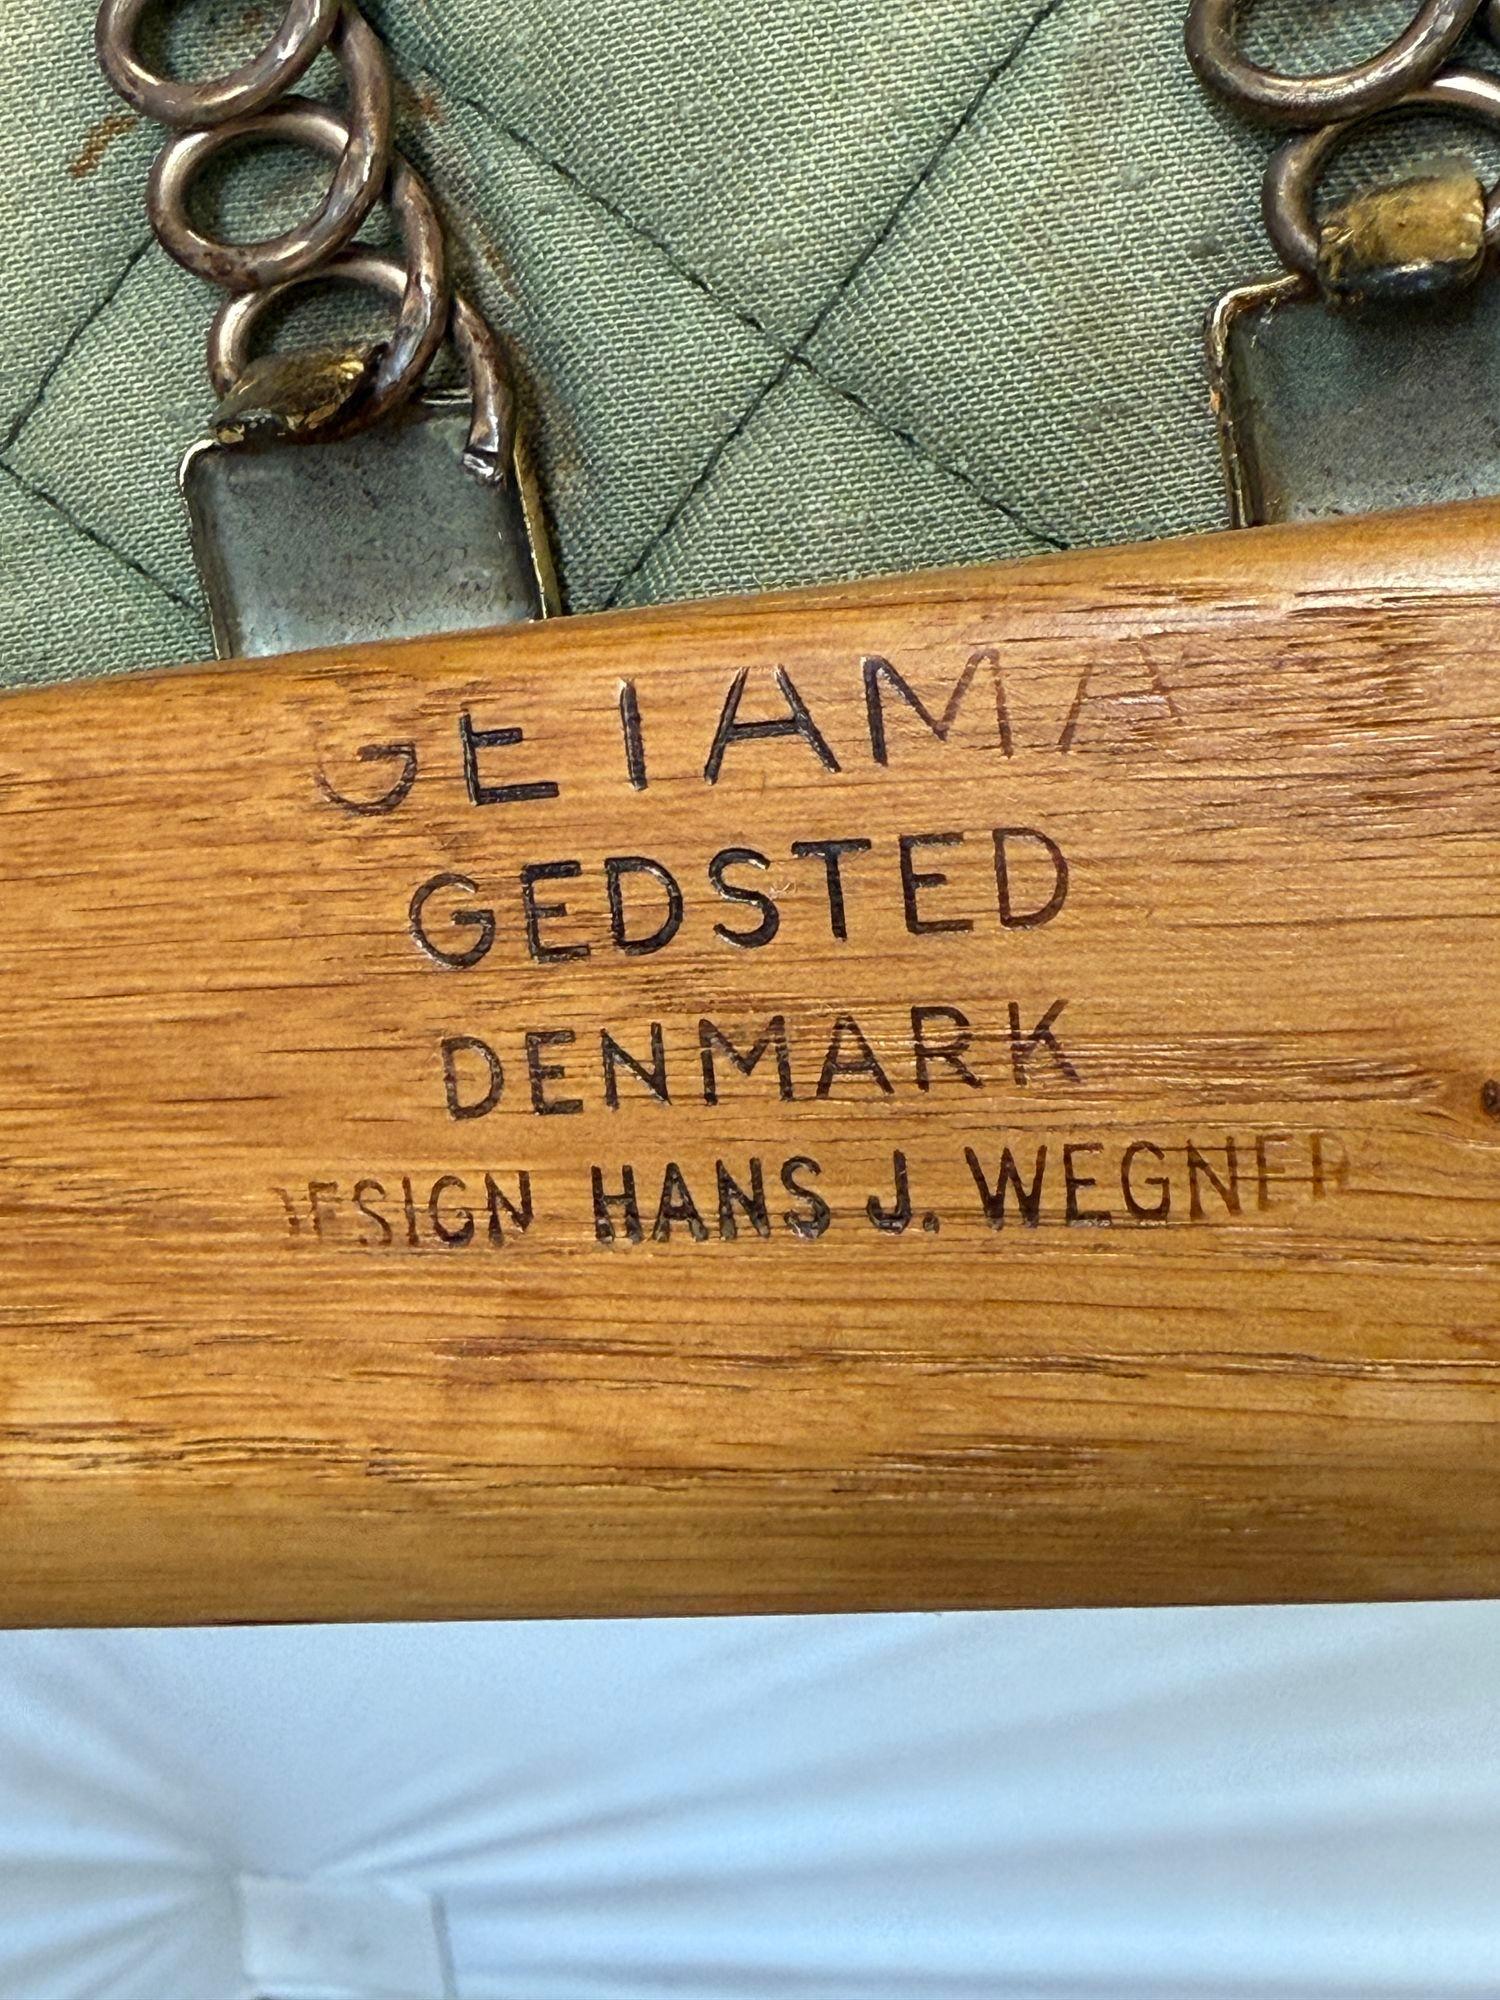 GETAMA
GEDSTED
DENMARK
DESIGN HANS J. WEGNER